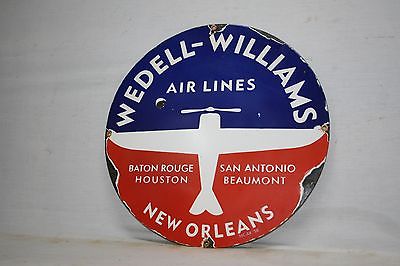 WEDELL-WILLIAMS
AIR LINES
BATON ROUGE
HOUSTON
SAN ANTONIO
BEAUMONT
NEW ORLEANS